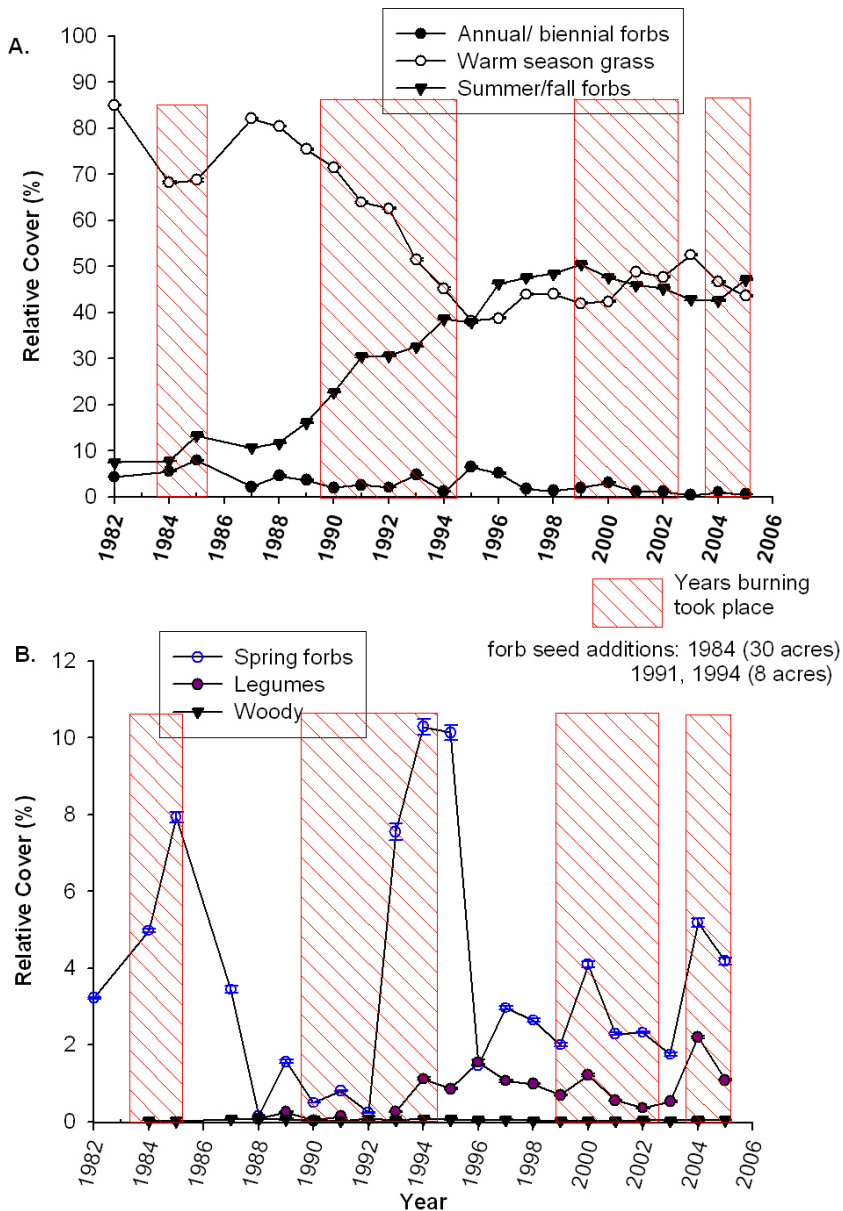 A.
Annual/ biennial forbs
Warm season grass
Summer/fall forbs
Relative Cover (%)
100
90
80
70
60
50
40
30
20
10
0
1982
1984
1986
1988
1990
1992
1994
1996
1998
2000
2002
2004
2006
Years burning
took place
forb seed additions: 1984 (30 acres)
1991, 1994 (8 acres)
B.
Spring forbs
Legumes
Woody
Relative Cover (%)
12
10
8
6
4
2
0
1982
1984
1986
1988
1990
1992
1994
1996
1998
2000
2002
2004
2006
Year